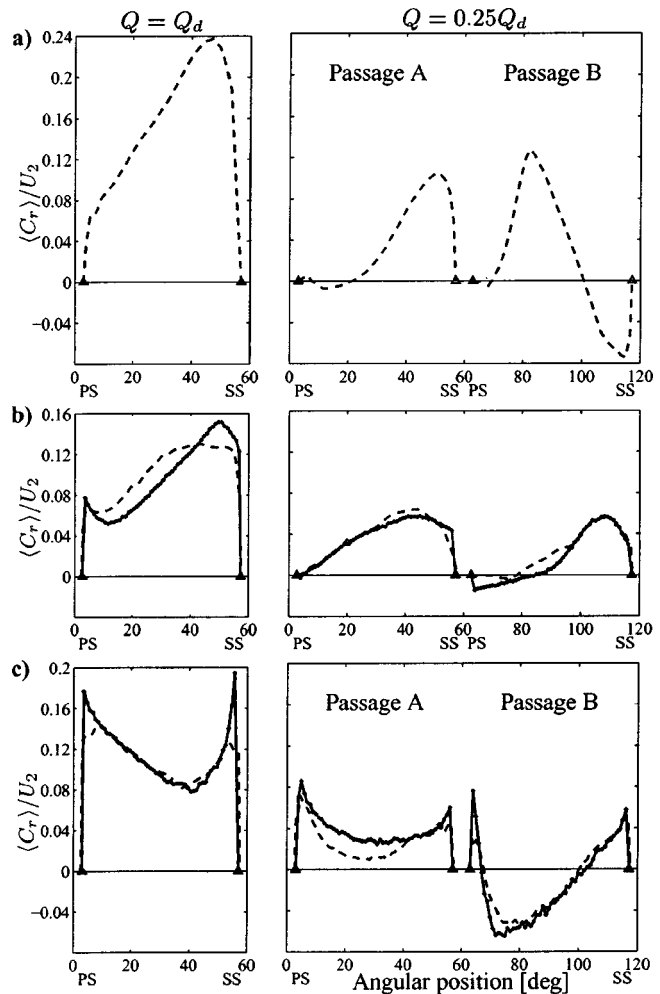 Q = Q_d
Q = 0.25Q_d
a)
⟨C_r⟩/U_2
0.24
0.20
0.16
0.12
0.08
0.04
0
−0.04
0 20 40 60
PS SS
Passage A Passage B
0 20 40 60 80 100 120
PS SS PS SS
b)
⟨C_r⟩/U_2
0.16
0.12
0.08
0.04
0
0 20 40 60
PS SS
0 20 40 60 80 100 120
PS SS PS SS
c)
⟨C_r⟩/U_2
0.2
0.16
0.12
0.08
0.04
0
−0.04
0 20 40 60
PS SS
Passage A Passage B
0 20 40 60 80 100 120
PS SS PS SS
Angular position [deg]